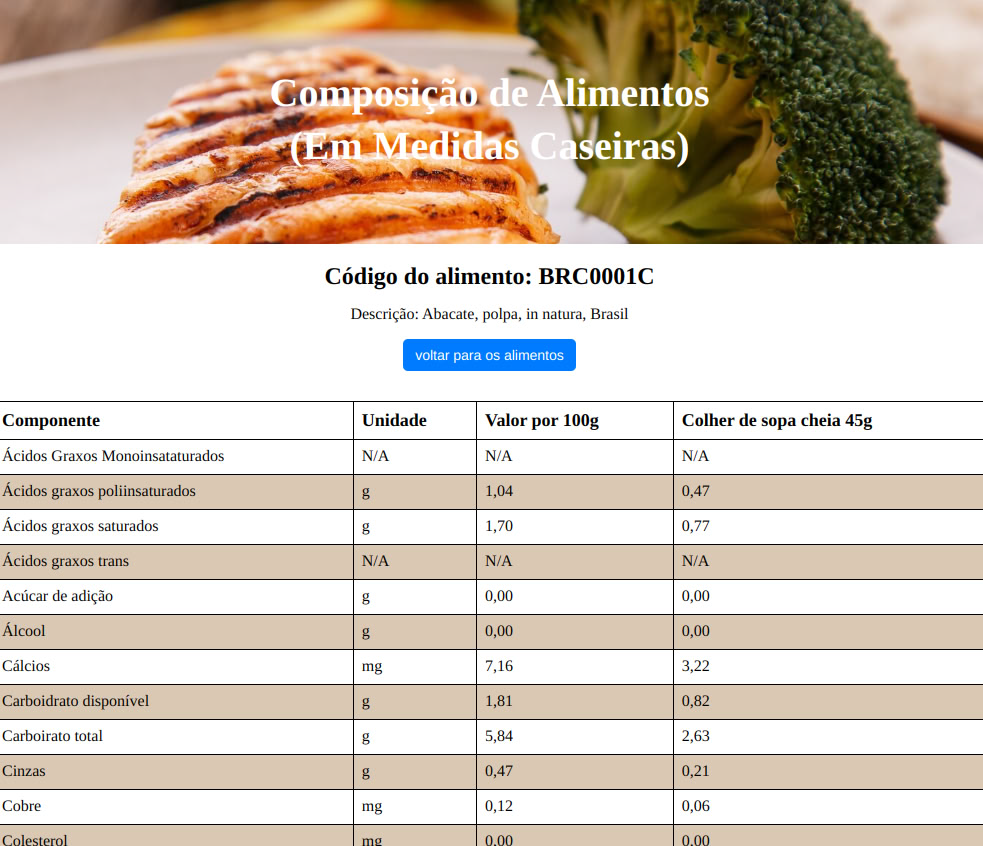 Composição de Alimentos
(Em Medidas Caseiras)
Código do alimento: BRC0001C
Descrição: Abacate, polpa, in natura, Brasil
voltar para os alimentos
Componente Unidade Valor por 100g Colher de sopa cheia 45g
Ácidos Graxos Monoinsataturados N/A N/A N/A
Ácidos graxos poliinsaturados g 1,04 0,47
Ácidos graxos saturados g 1,70 0,77
Ácidos graxos trans N/A N/A N/A
Acúcar de adição g 0,00 0,00
Álcool g 0,00 0,00
Cálcios mg 7,16 3,22
Carboidrato disponível g 1,81 0,82
Carboirato total g 5,84 2,63
Cinzas g 0,47 0,21
Cobre mg 0,12 0,06
Colesterol mg 0,00 0,00